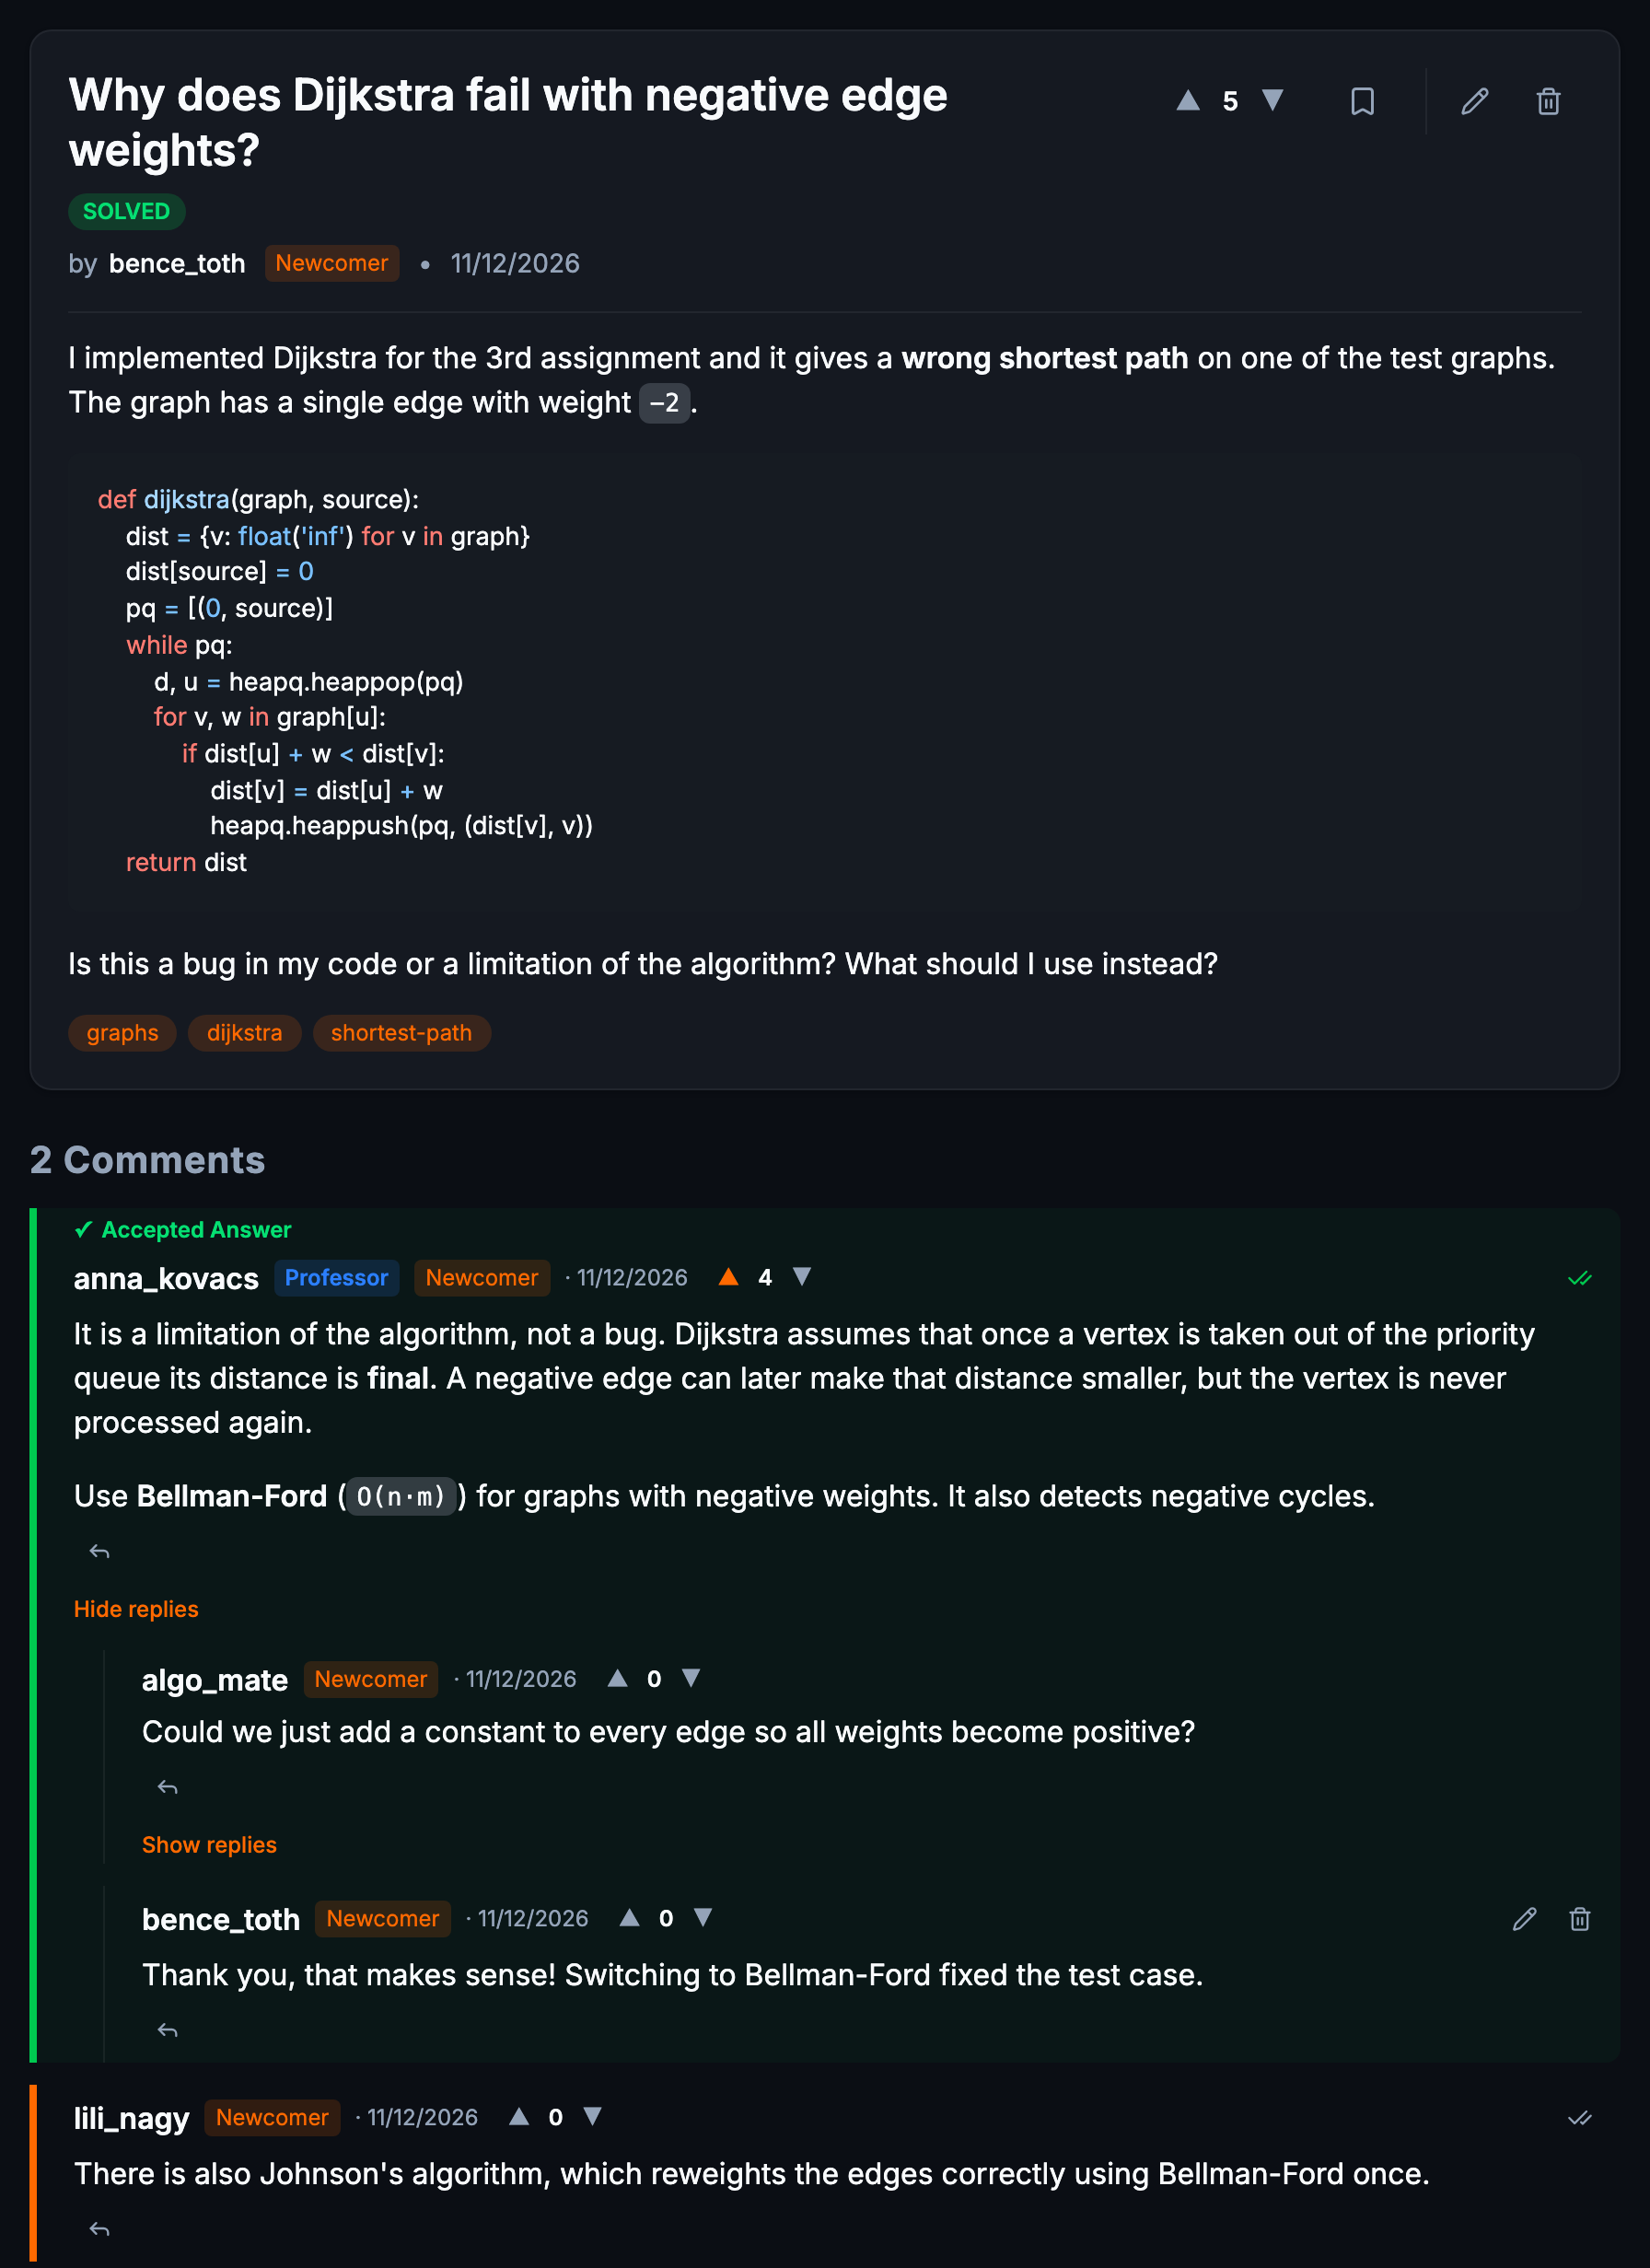 Why does Dijkstra fail with negative edge
weights?
5
SOLVED
by bence_toth Newcomer • 11/12/2026
I implemented Dijkstra for the 3rd assignment and it gives a wrong shortest path on one of the test graphs.
The graph has a single edge with weight −2.
def dijkstra(graph, source):
    dist = {v: float('inf') for v in graph}
    dist[source] = 0
    pq = [(0, source)]
    while pq:
        d, u = heapq.heappop(pq)
        for v, w in graph[u]:
            if dist[u] + w < dist[v]:
                dist[v] = dist[u] + w
                heapq.heappush(pq, (dist[v], v))
    return dist
Is this a bug in my code or a limitation of the algorithm? What should I use instead?
graphs dijkstra shortest-path
2 Comments
✓ Accepted Answer
anna_kovacs Professor Newcomer · 11/12/2026 ▲ 4 ▼
It is a limitation of the algorithm, not a bug. Dijkstra assumes that once a vertex is taken out of the priority
queue its distance is final. A negative edge can later make that distance smaller, but the vertex is never
processed again.
Use Bellman-Ford (O(n·m)) for graphs with negative weights. It also detects negative cycles.
Hide replies
algo_mate Newcomer · 11/12/2026 ▲ 0 ▼
Could we just add a constant to every edge so all weights become positive?
Show replies
bence_toth Newcomer · 11/12/2026 ▲ 0 ▼
Thank you, that makes sense! Switching to Bellman-Ford fixed the test case.
lili_nagy Newcomer · 11/12/2026 ▲ 0 ▼
There is also Johnson's algorithm, which reweights the edges correctly using Bellman-Ford once.